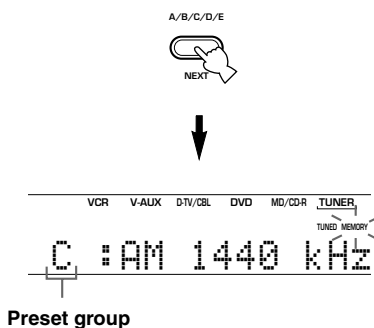 A/B/C/D/E
NEXT
VCR V-AUX D-TV/CBL DVD MD/CD-R TUNER
TUNED MEMORY
C :AM 1440 kHz
Preset group